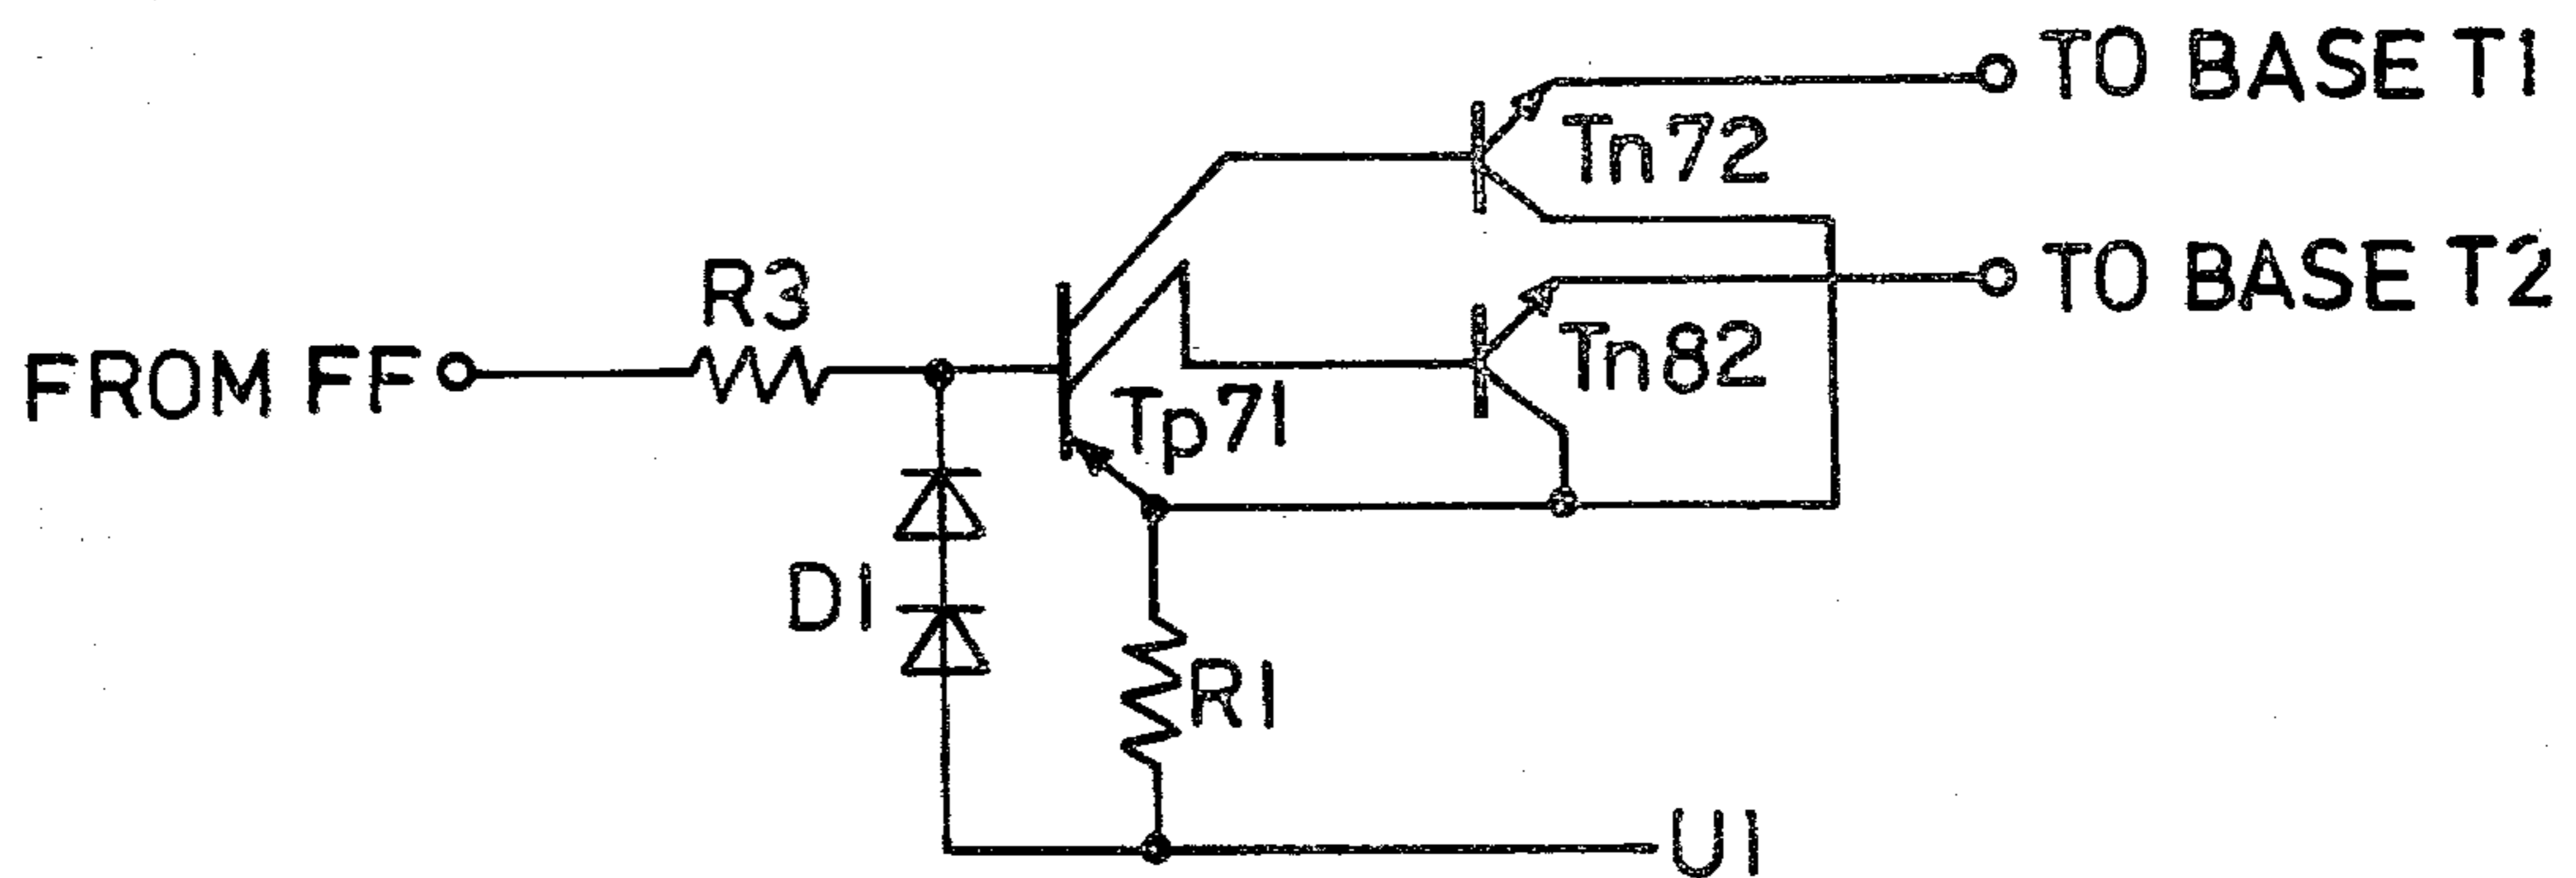 TO BASE T1
Tn72
TO BASE T2
R3
Tn82
FROM FF
Tp71
D1
R1
U1